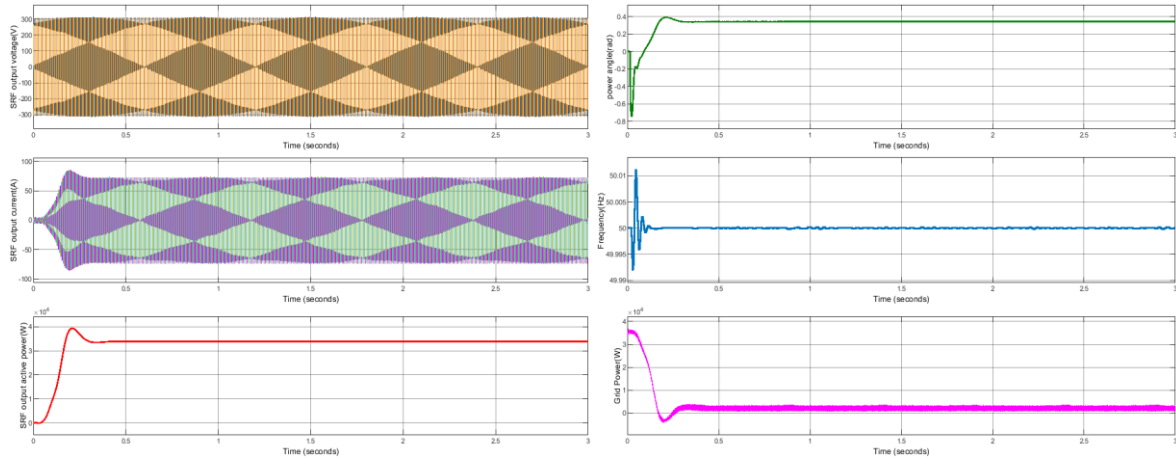 SRF output voltage(V)
300
200
100
0
-100
-200
-300
0 0.5 1 1.5 2 2.5 3
Time (seconds)
power angle(rad)
0.4
0.2
0
-0.2
-0.4
-0.6
-0.8
0 0.5 1 1.5 2 2.5 3
Time (seconds)
SRF output current(A)
100
50
0
-50
-100
0 0.5 1 1.5 2 2.5 3
Time (seconds)
Frequency(Hz)
50.01
50.005
50
49.995
49.99
0 0.5 1 1.5 2 2.5 3
Time (seconds)
SRF output active power(W)
4
3
2
1
0
0 0.5 1 1.5 2 2.5 3
Time (seconds)
Grid Power(W)
×10⁴
4
3
2
1
0
0 0.5 1 1.5 2 2.5 3
Time (seconds)